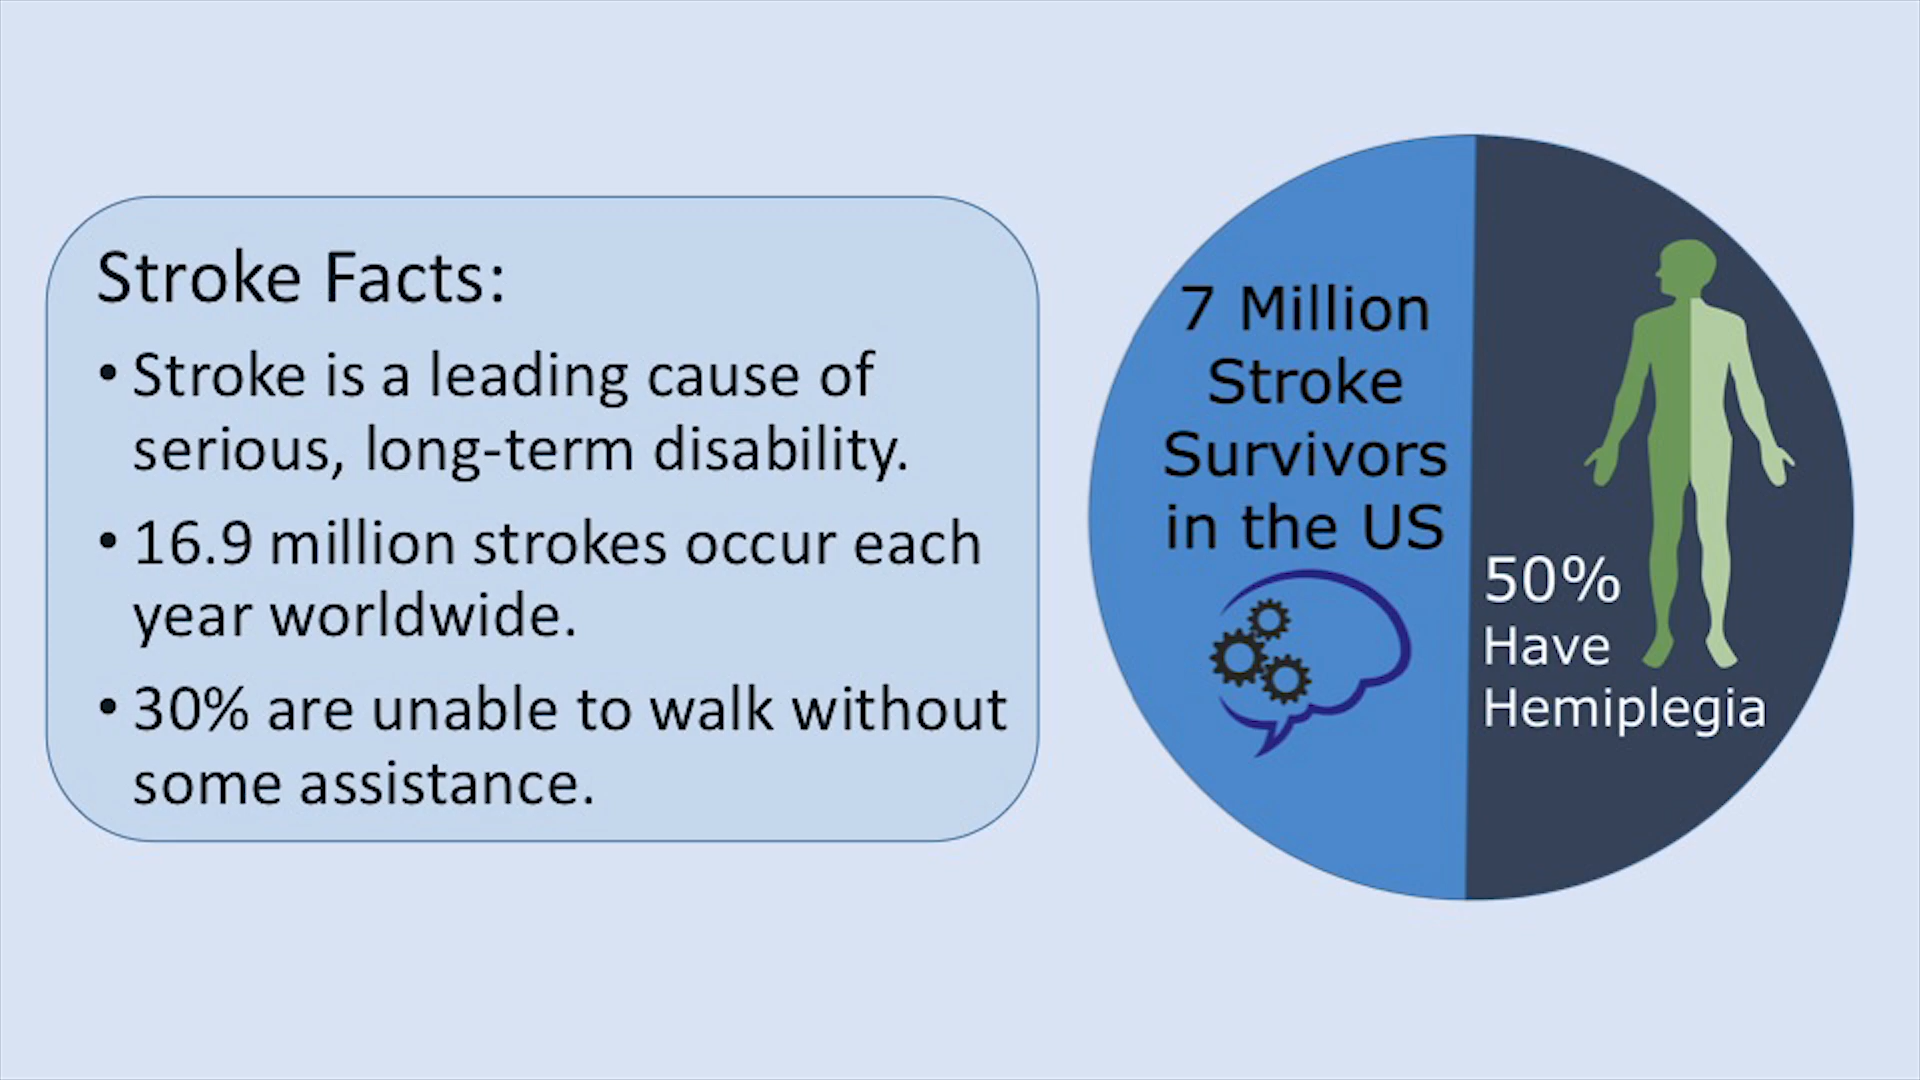 Stroke Facts:
• Stroke is a leading cause of
serious, long-term disability.
• 16.9 million strokes occur each
year worldwide.
• 30% are unable to walk without
some assistance.
7 Million
Stroke
Survivors
in the US
50%
Have
Hemiplegia